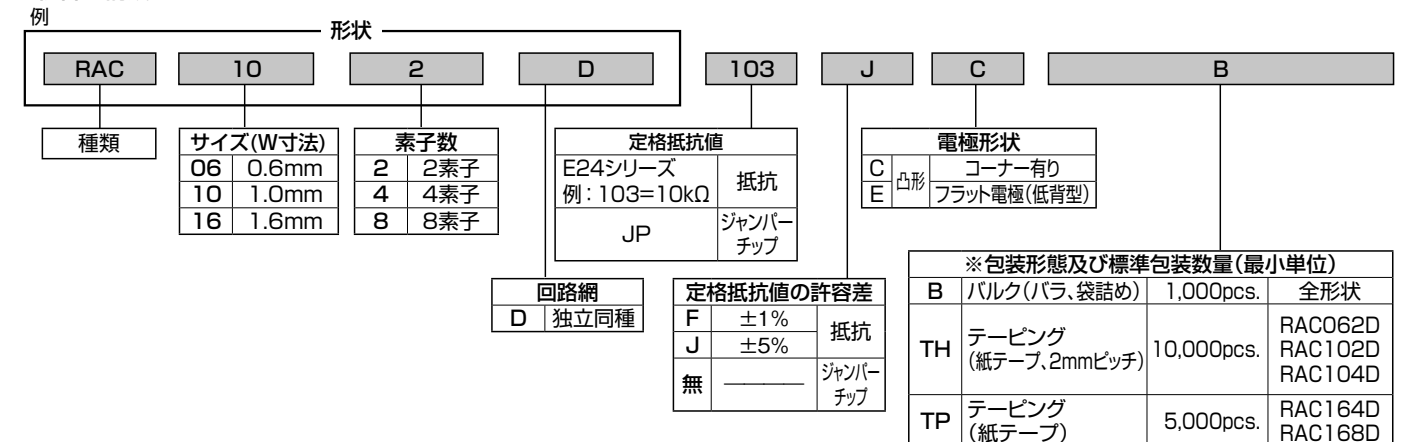 例
形状
RAC 10 2 D 103 J C B
種類
サイズ(W寸法)
06 0.6mm
10 1.0mm
16 1.6mm
素子数
2 2素子
4 4素子
8 8素子
定格抵抗値
E24シリーズ
例：103=10kΩ
抵抗
JP
ジャンパー
チップ
電極形状
C 凸形 コーナー有り
E フラット電極(低背型)
回路網
D 独立同種
定格抵抗値の許容差
F ±1%
J ±5%
抵抗
無 ———
ジャンパー
チップ
※包装形態及び標準包装数量(最小単位)
B バルク(バラ、袋詰め) 1,000pcs. 全形状
TH テーピング
(紙テープ、2mmピッチ)
10,000pcs.
RAC062D
RAC102D
RAC104D
TP テーピング
(紙テープ)
5,000pcs.
RAC164D
RAC168D